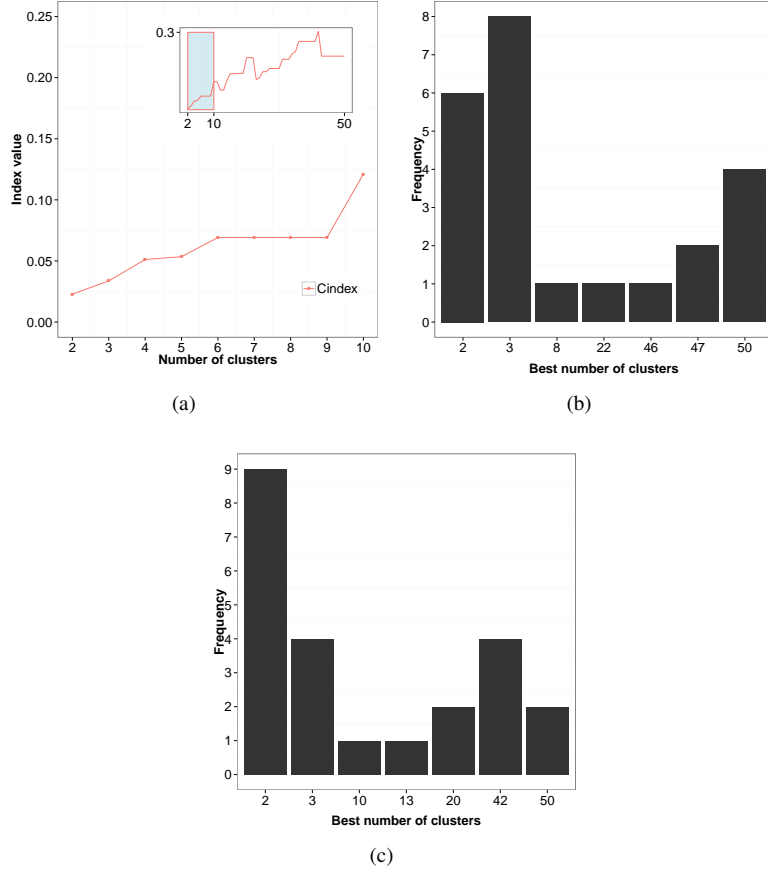 0.25
0.20
0.15
0.10
0.05
0.00
Index value
0.3
2 10 50
Cindex
2 3 4 5 6 7 8 9 10
Number of clusters
(a)
8
7
6
5
4
3
2
1
0
Frequency
2 3 8 22 46 47 50
Best number of clusters
(b)
9
8
7
6
5
4
3
2
1
0
Frequency
2 3 10 13 20 42 50
Best number of clusters
(c)